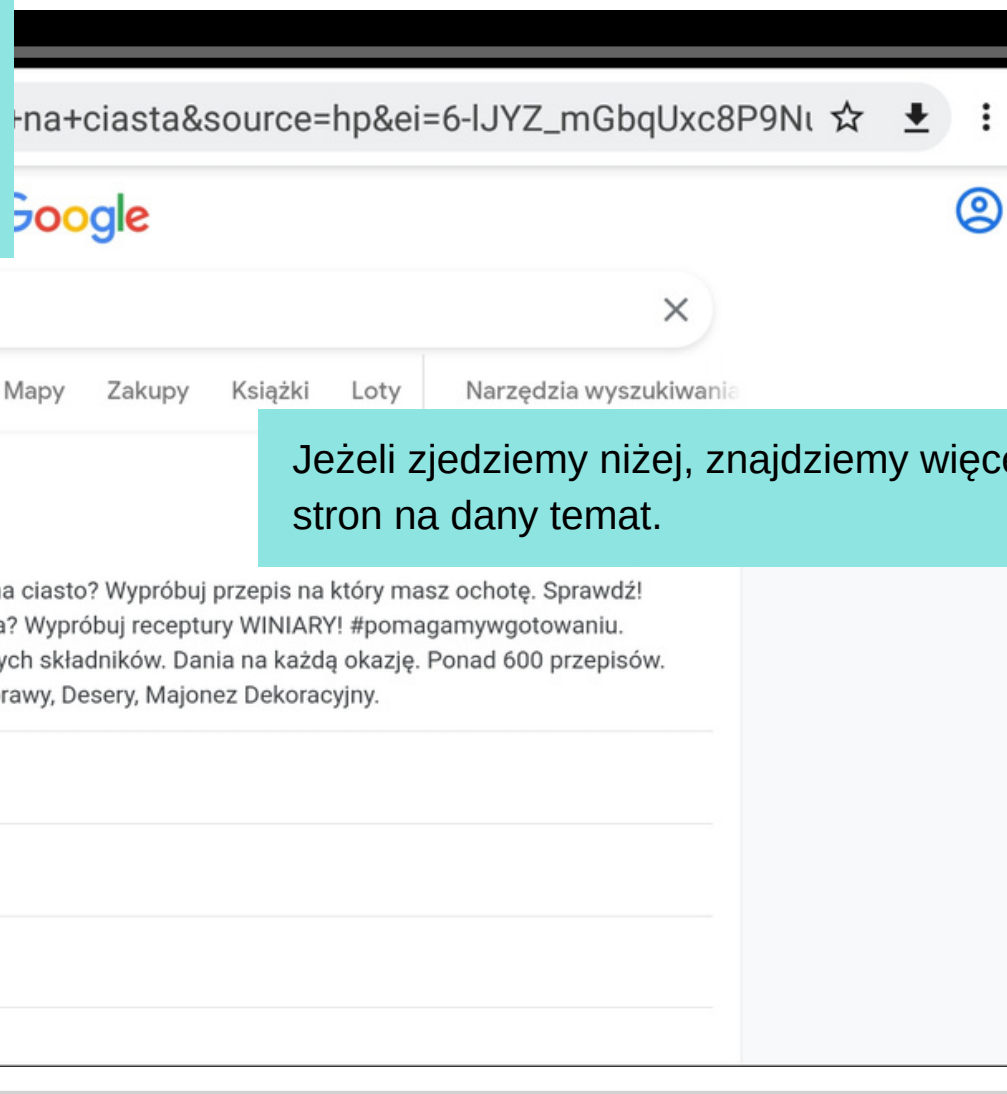 na+ciasta&source=hp&ei=6-lJYZ_mGbqUxc8P9Nu
Google
Mapy Zakupy Książki Loty Narzędzia wyszukiwania
Jeżeli zjedziemy niżej, znajdziemy więce
stron na dany temat.
na ciasto? Wypróbuj przepis na który masz ochotę. Sprawdź!
a? Wypróbuj receptury WINIARY! #pomagamywgotowaniu.
ych składników. Dania na każdą okazję. Ponad 600 przepisów.
rawy, Desery, Majonez Dekoracyjny.